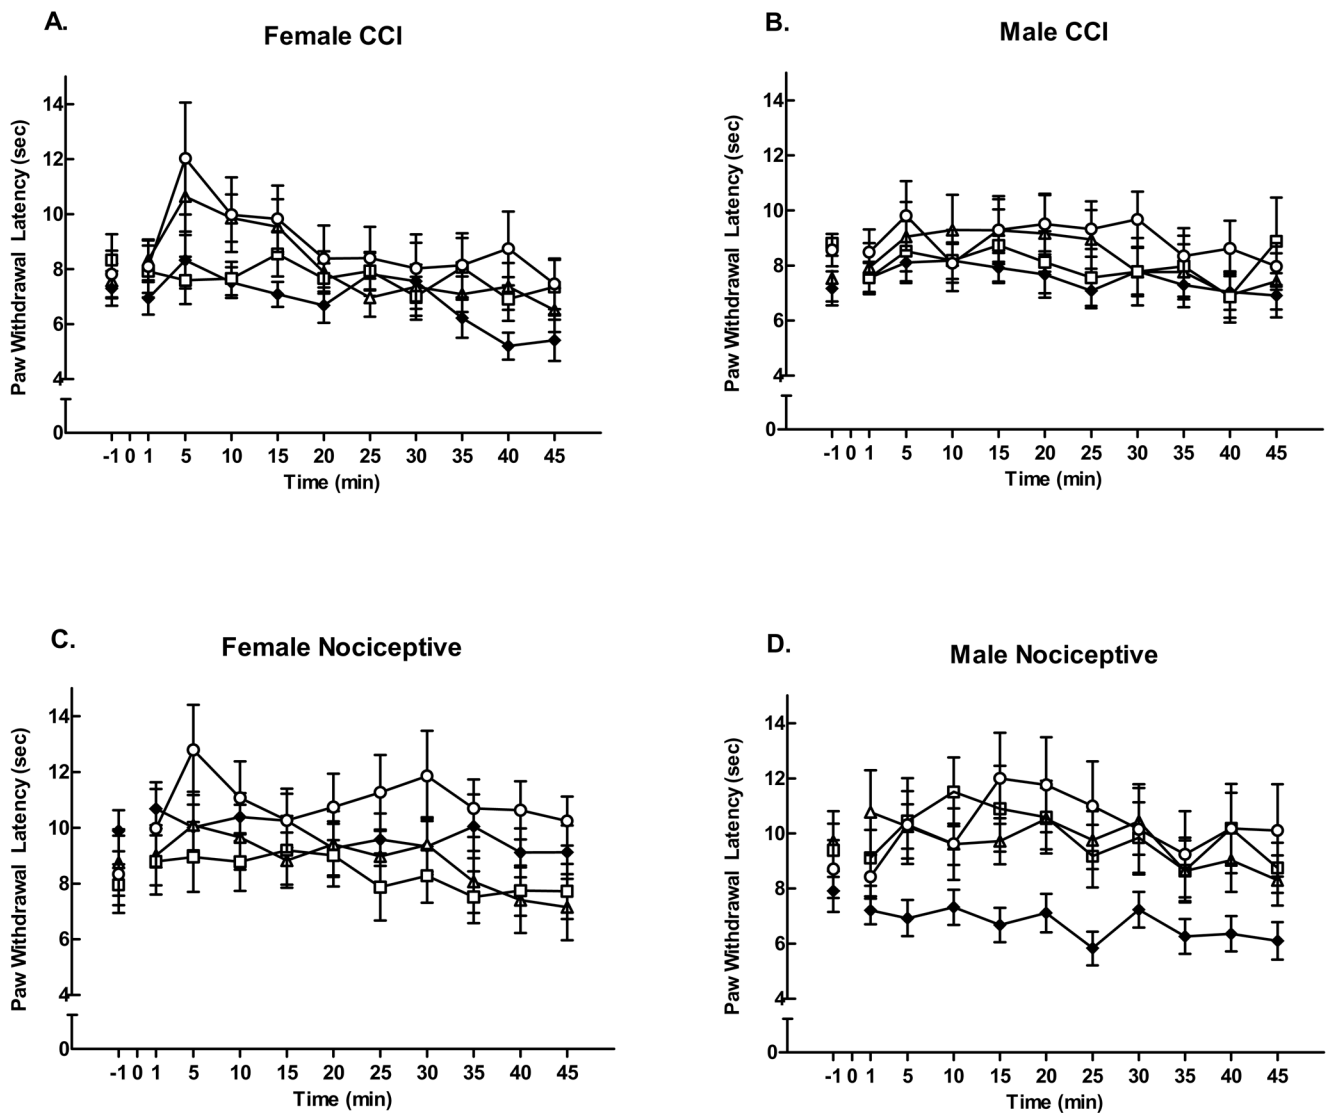 A.
Female CCI
Paw Withdrawal Latency (sec)
14
12
10
8
6
4
0
-1 0 1 5 10 15 20 25 30 35 40 45
Time (min)
B.
Male CCI
Paw Withdrawal Latency (sec)
14
12
10
8
6
4
0
-1 0 1 5 10 15 20 25 30 35 40 45
Time (min)
C.
Female Nociceptive
Paw Withdrawal Latency (sec)
14
12
10
8
6
4
0
-1 0 1 5 10 15 20 25 30 35 40 45
Time (min)
D.
Male Nociceptive
Paw Withdrawal Latency (sec)
14
12
10
8
6
4
0
-1 0 1 5 10 15 20 25 30 35 40 45
Time (min)